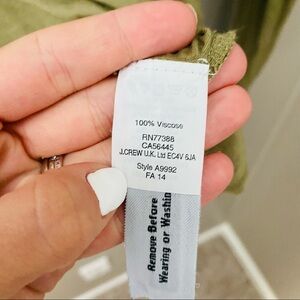 100% Viscose
RN77388
CA56445
J.CREW U.K. Ltd EC4V 6JA
Style A9992
FA 14
Remove Before
Wearing or Washin